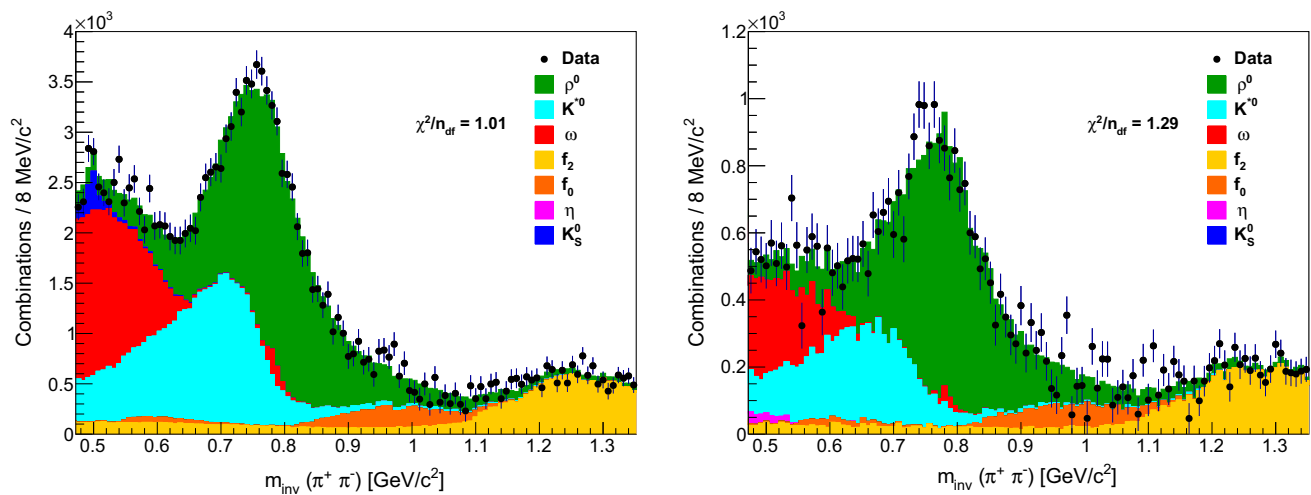 ×10³
4
3.5
3
2.5
2
1.5
1
0.5
0
Combinations / 8 MeV/c²
Data
ρ⁰
K*⁰
ω
f₂
f₀
η
K⁰_S
χ²/n_df = 1.01
0.5 0.6 0.7 0.8 0.9 1 1.1 1.2 1.3
m_inv (π⁺ π⁻) [GeV/c²]
×10³
1.2
1
0.8
0.6
0.4
0.2
0
Combinations / 8 MeV/c²
Data
ρ⁰
K*⁰
ω
f₂
f₀
η
K⁰_S
χ²/n_df = 1.29
0.5 0.6 0.7 0.8 0.9 1 1.1 1.2 1.3
m_inv (π⁺ π⁻) [GeV/c²]